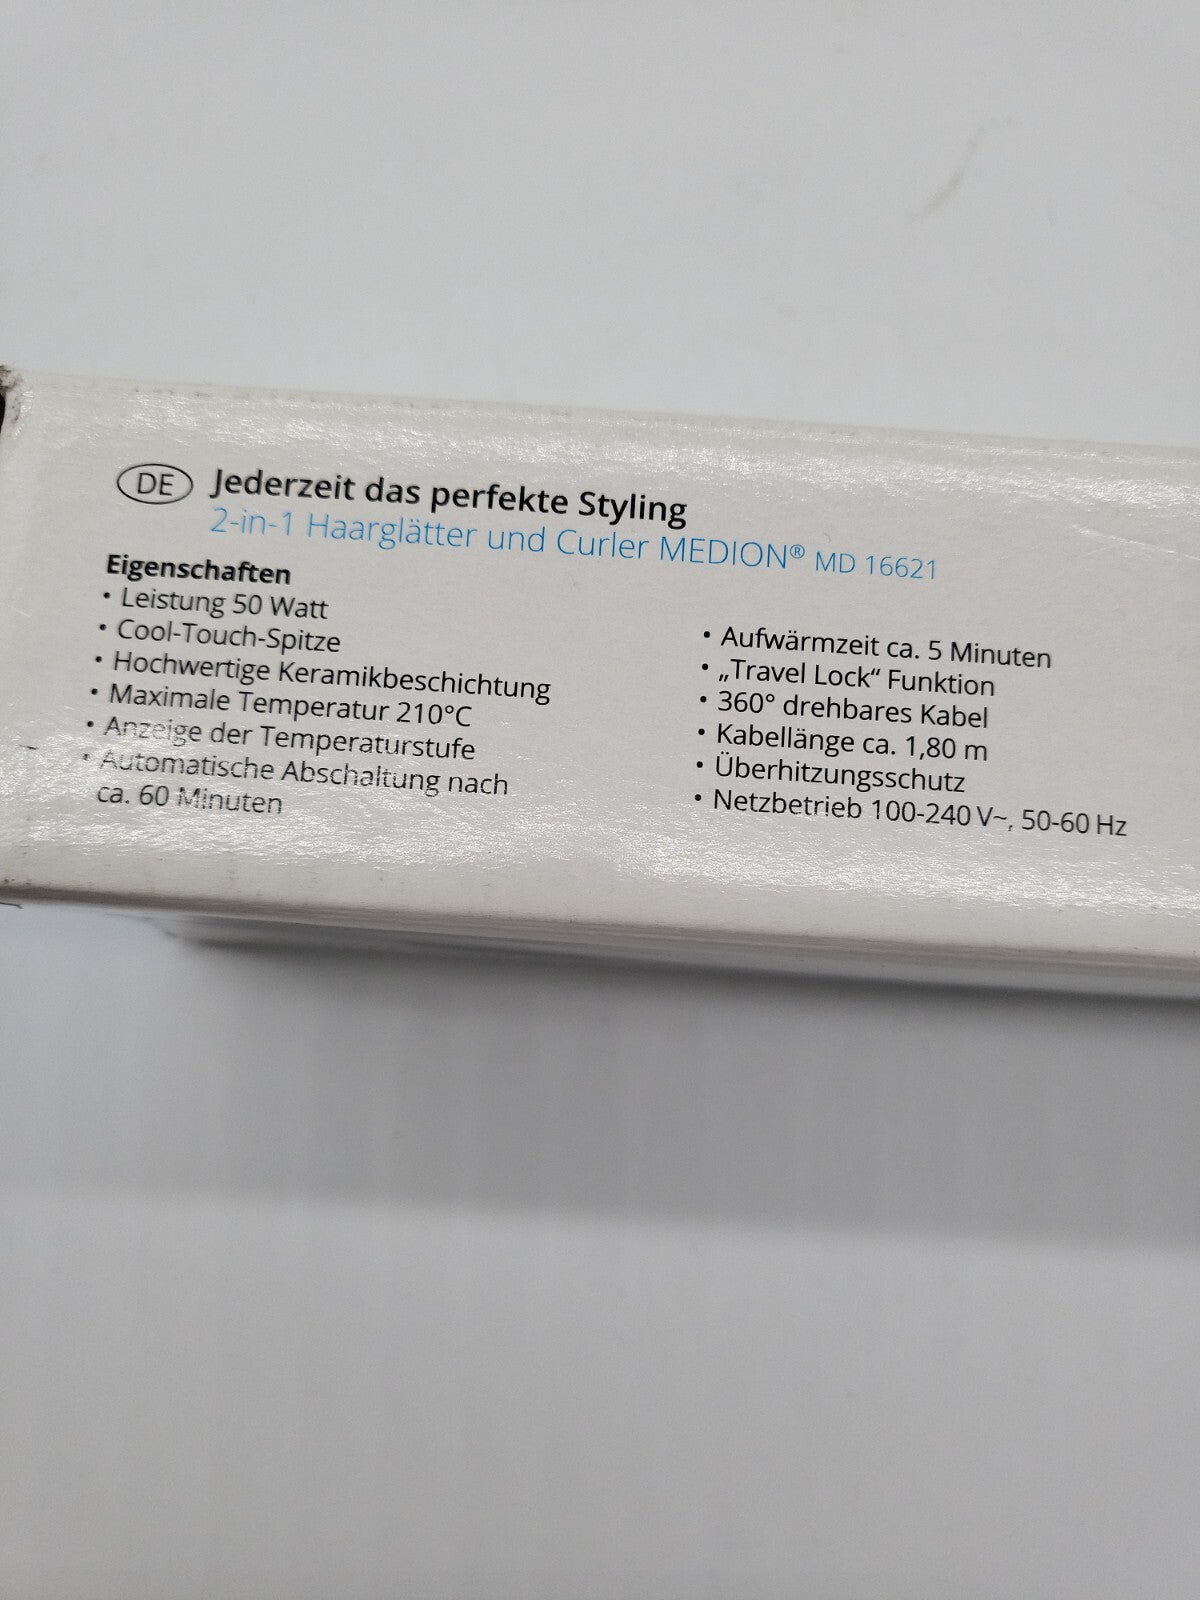 DE Jederzeit das perfekte Styling
2-in-1 Haarglätter und Curler MEDION® MD 16621
Eigenschaften
• Leistung 50 Watt
• Cool-Touch-Spitze
• Hochwertige Keramikbeschichtung
• Maximale Temperatur 210°C
• Anzeige der Temperaturstufe
• Automatische Abschaltung nach
ca. 60 Minuten
• Aufwärmzeit ca. 5 Minuten
• „Travel Lock“ Funktion
• 360° drehbares Kabel
• Kabellänge ca. 1,80 m
• Überhitzungsschutz
• Netzbetrieb 100-240 V~, 50-60 Hz